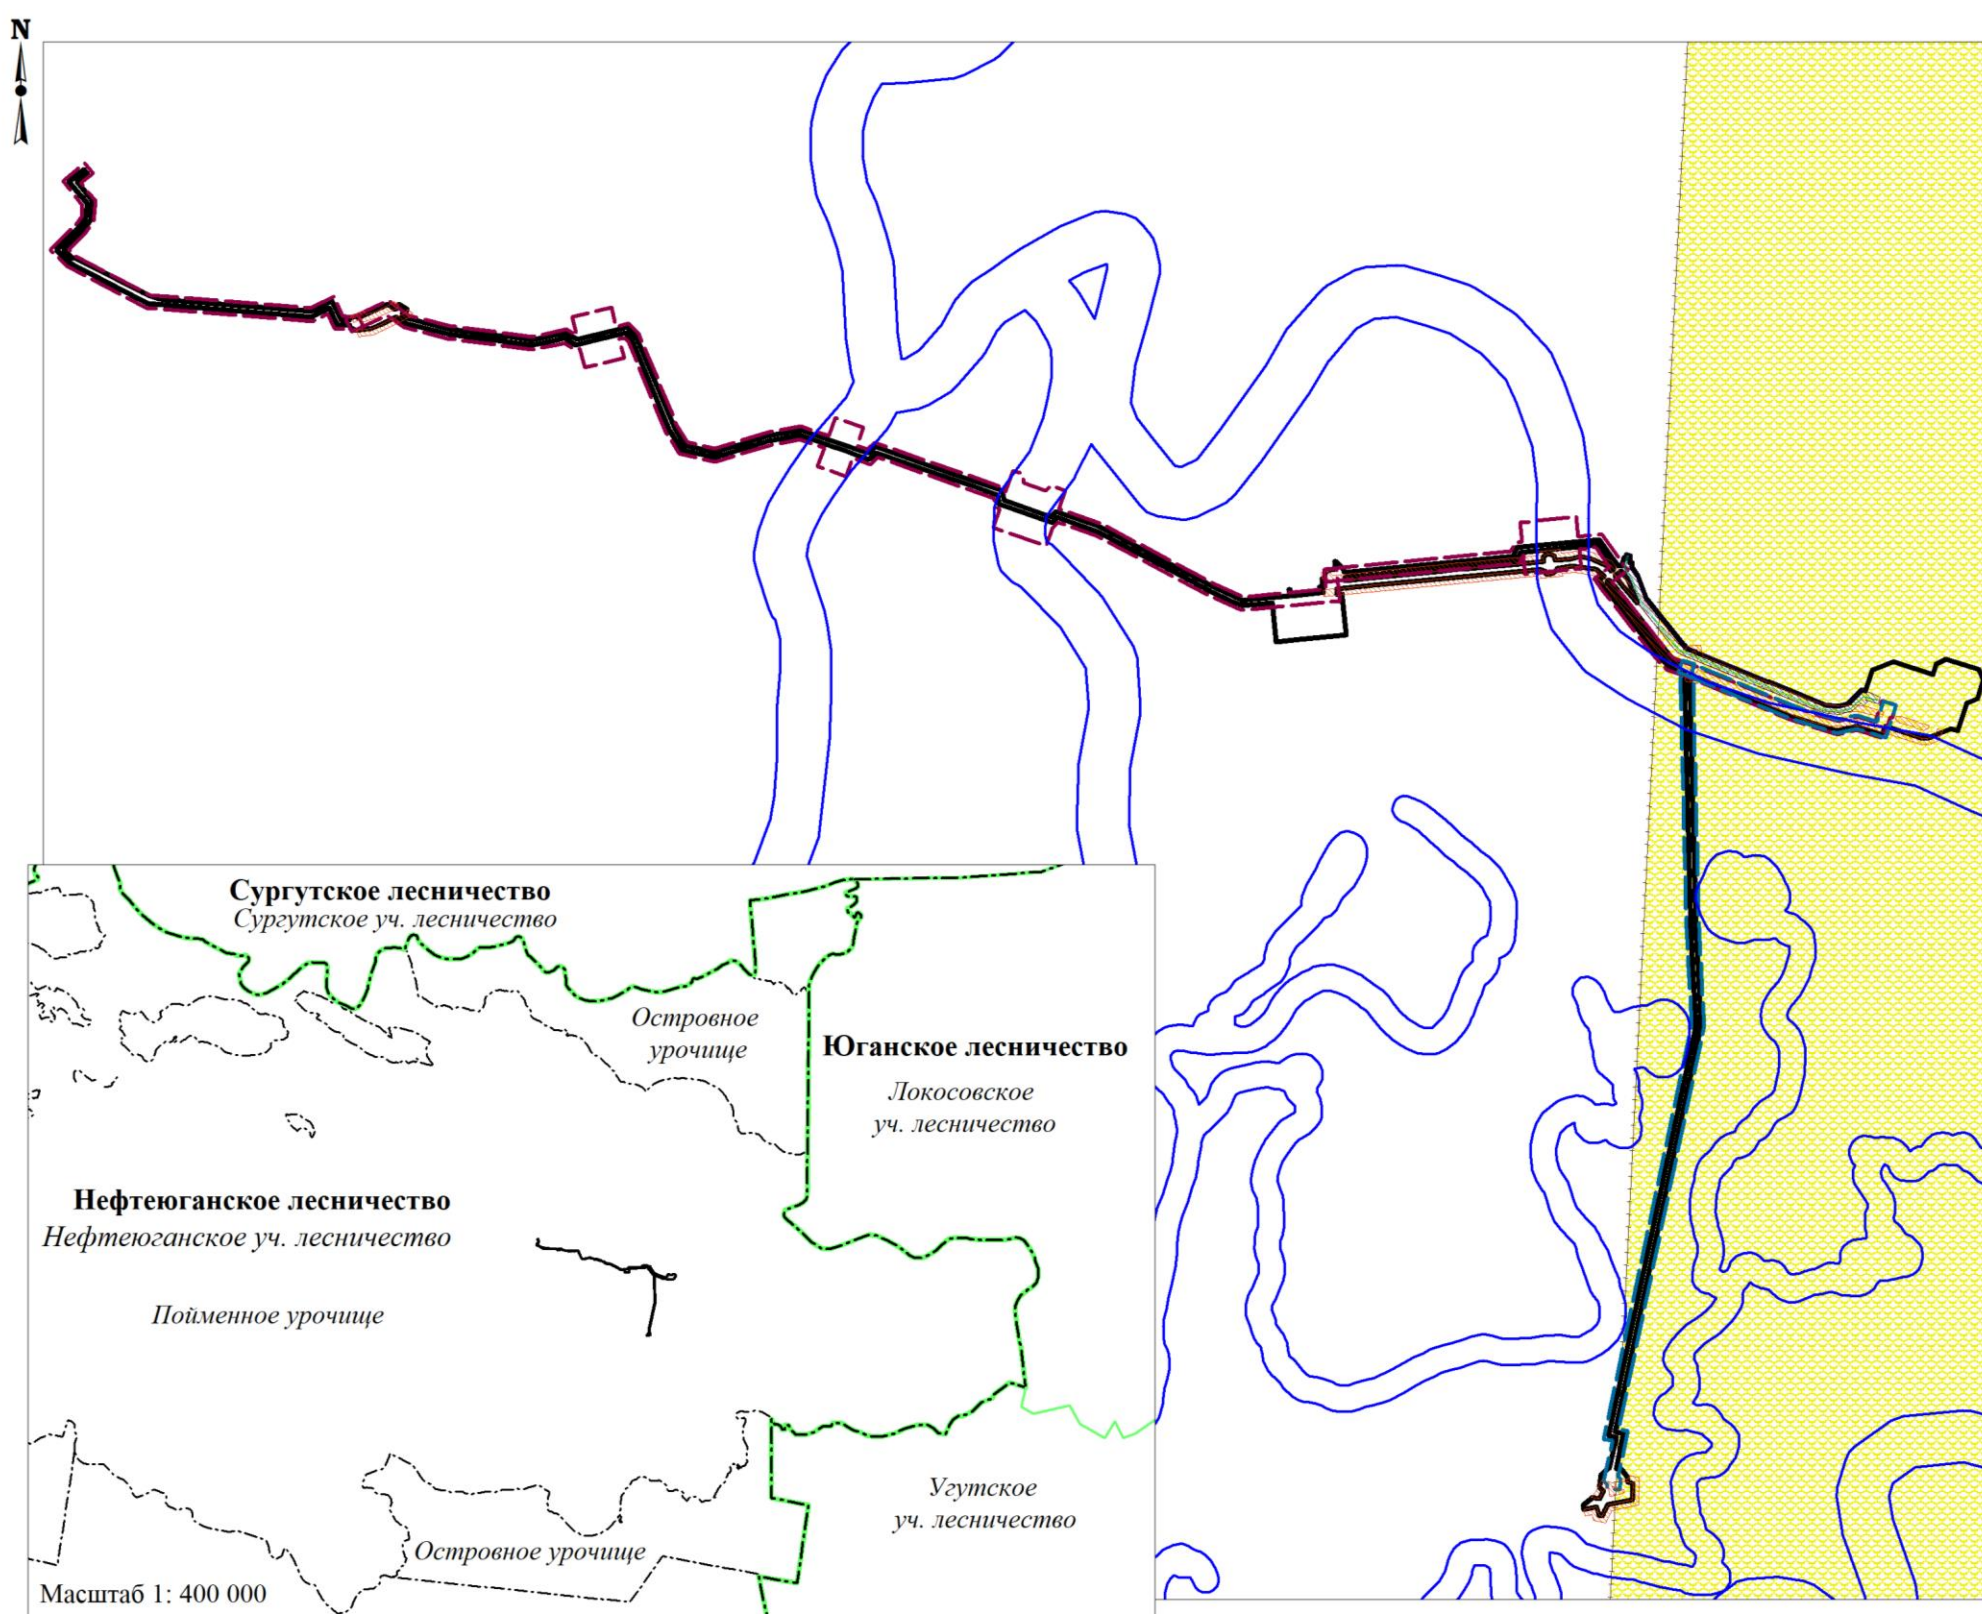 N
Сургутское лесничество
Сургутское уч. лесничество
Островное
урочище
Юганское лесничество
Локосовское
уч. лесничество
Нефтеюганское лесничество
Нефтеюганское уч. лесничество
Пойменное урочище
Угутское
уч. лесничество
Островное урочище
Масштаб 1: 400 000